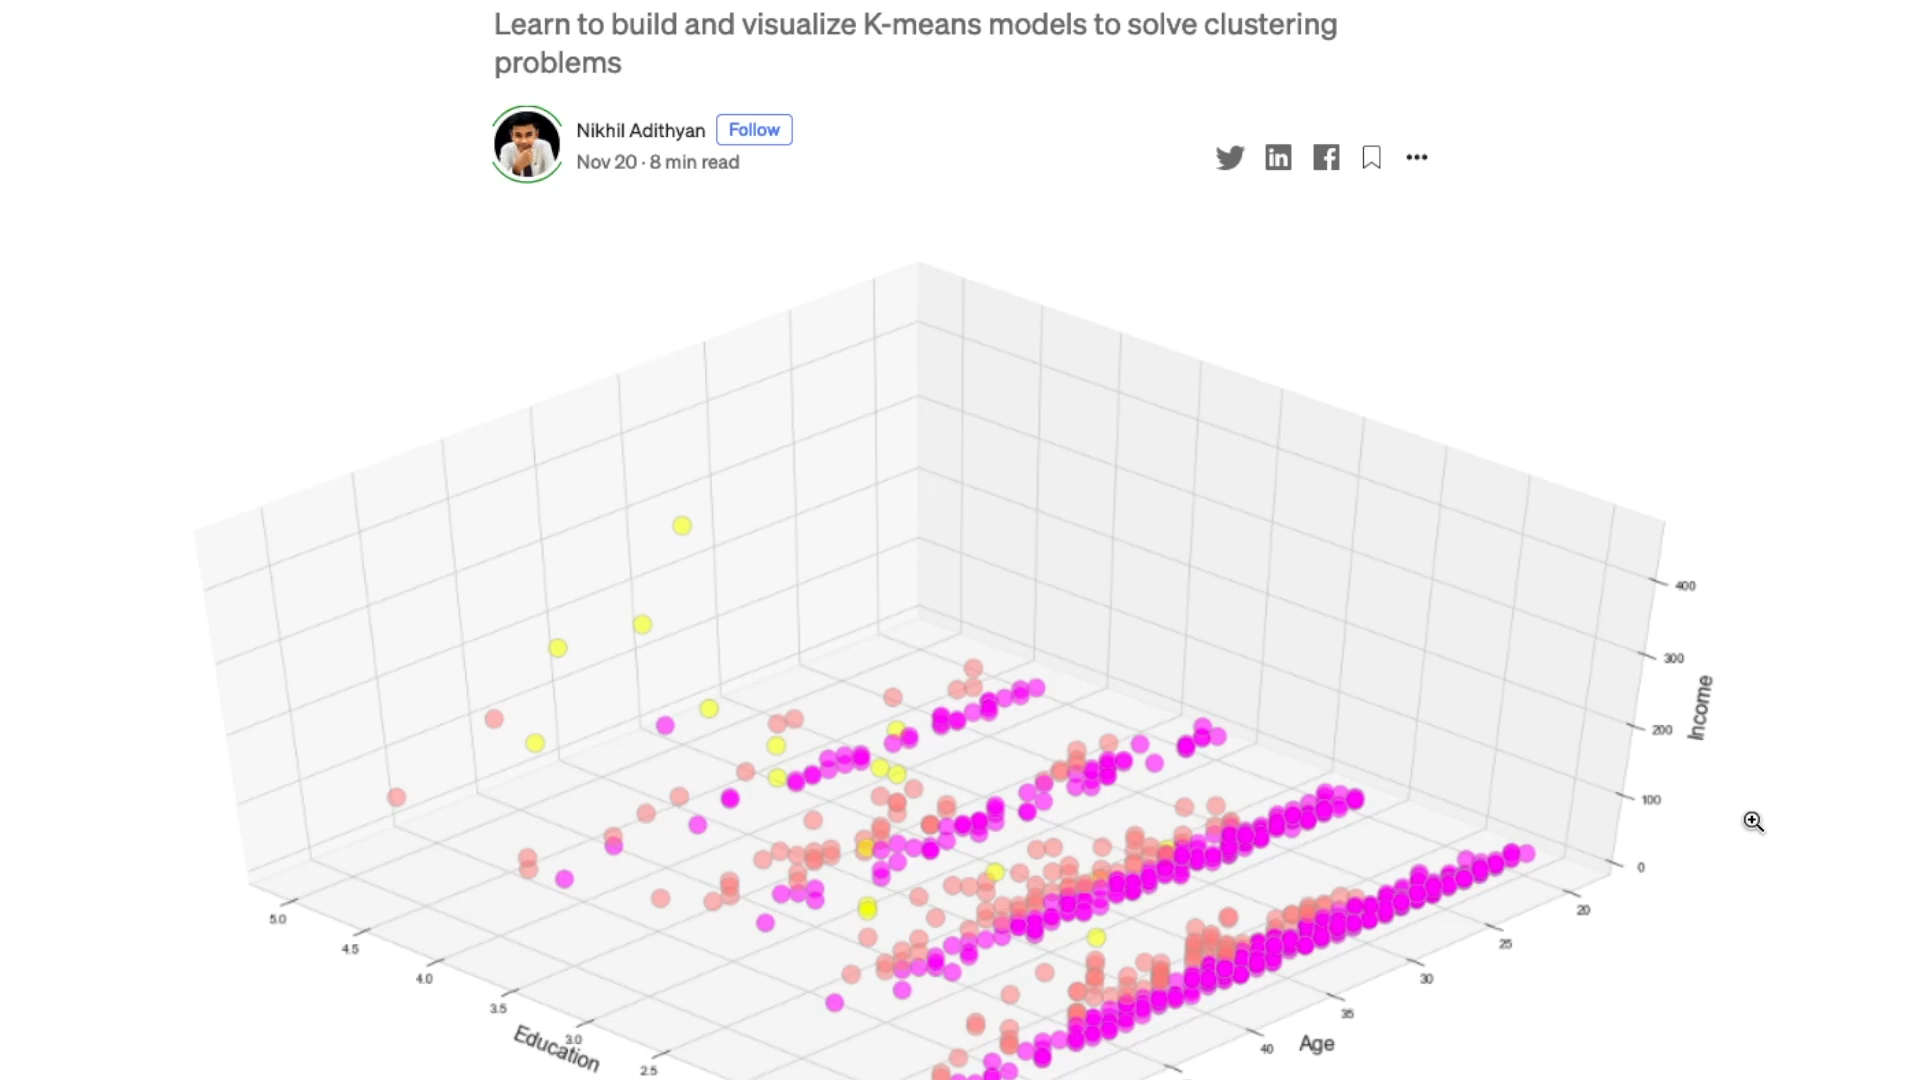 Learn to build and visualize K-means models to solve clustering
problems
Nikhil Adithyan Follow
Nov 20 · 8 min read
400
300
200
100
0
Income
20
25
30
35
40
Age
5.0
4.5
4.0
3.5
3.0
2.5
Education